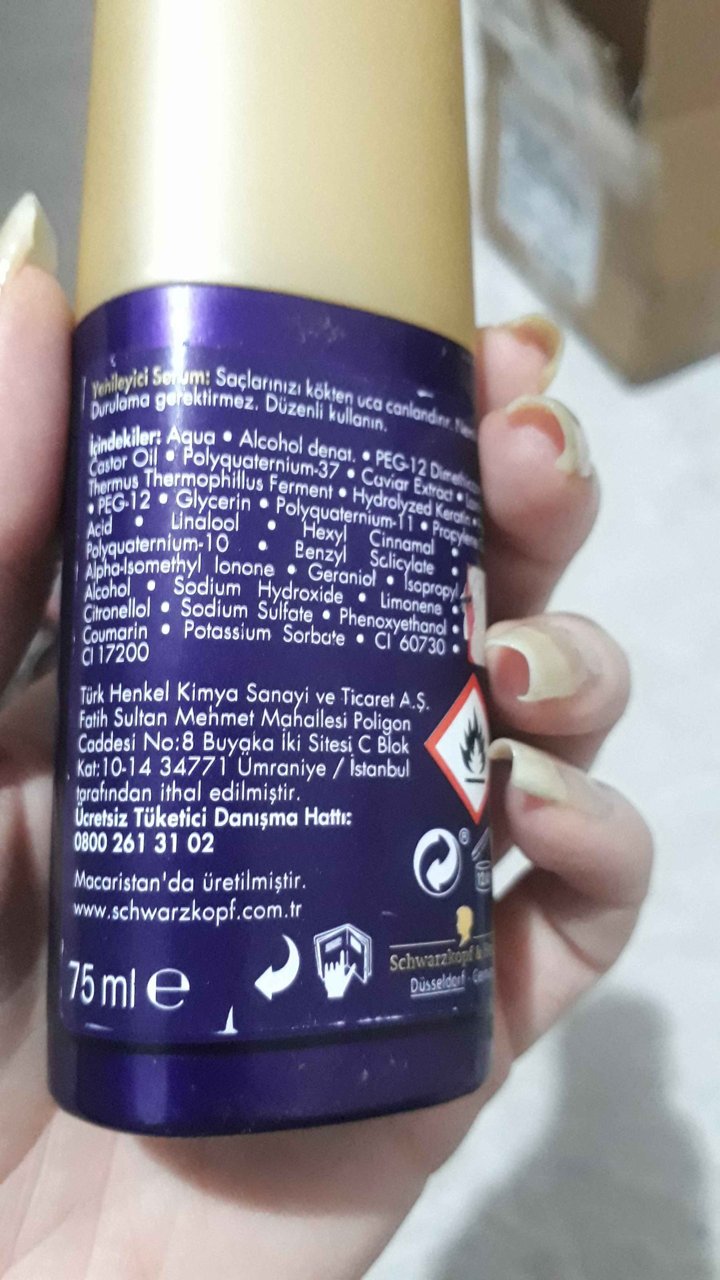 Yenileyici Serum: Saçlarınızı kökten uca canlandırır.
Durulama gerektirmez. Düzenli kullanın.
İçindekiler: Aqua • Alcohol denat. • PEG-12
Castor Oil • Polyquaternium-37 • Caviar Extract •
Thermus Thermophillus Ferment • Hydrolyzed Keratin •
• PEG-12 • Glycerin • Polyquaternium-11 •
Acid • Linalool • Hexyl Cinnamal •
Polyquaternium-10 • Benzyl Sclicylate •
Alpha-Isomethyl Ionone • Geraniol • Isopropyl
Alcohol • Sodium Hydroxide • Limonene •
Citronellol • Sodium Sulfate • Phenoxyethanol •
Coumarin • Potassium Sorbate • CI 60730 •
CI 17200
Türk Henkel Kimya Sanayi ve Ticaret A.Ş.
Fatih Sultan Mehmet Mahallesi Poligon
Caddesi No:8 Buyaka İki Sitesi C Blok
Kat:10-14 34771 Ümraniye / İstanbul
tarafından ithal edilmiştir.
Ücretsiz Tüketici Danışma Hattı:
0800 261 31 02
Macaristan'da üretilmiştir.
www.schwarzkopf.com.tr
Schwarzkopf &
Düsseldorf ·
75 ml e